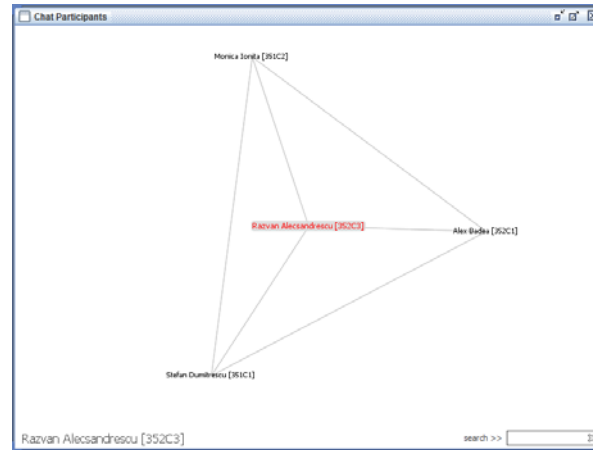 Chat Participants
Monica Ionita [351C2]
Razvan Alecsandrescu [352C3]
Alex Badea [352C1]
Stefan Dumitrescu [351C1]
Razvan Alecsandrescu [352C3]
search >>